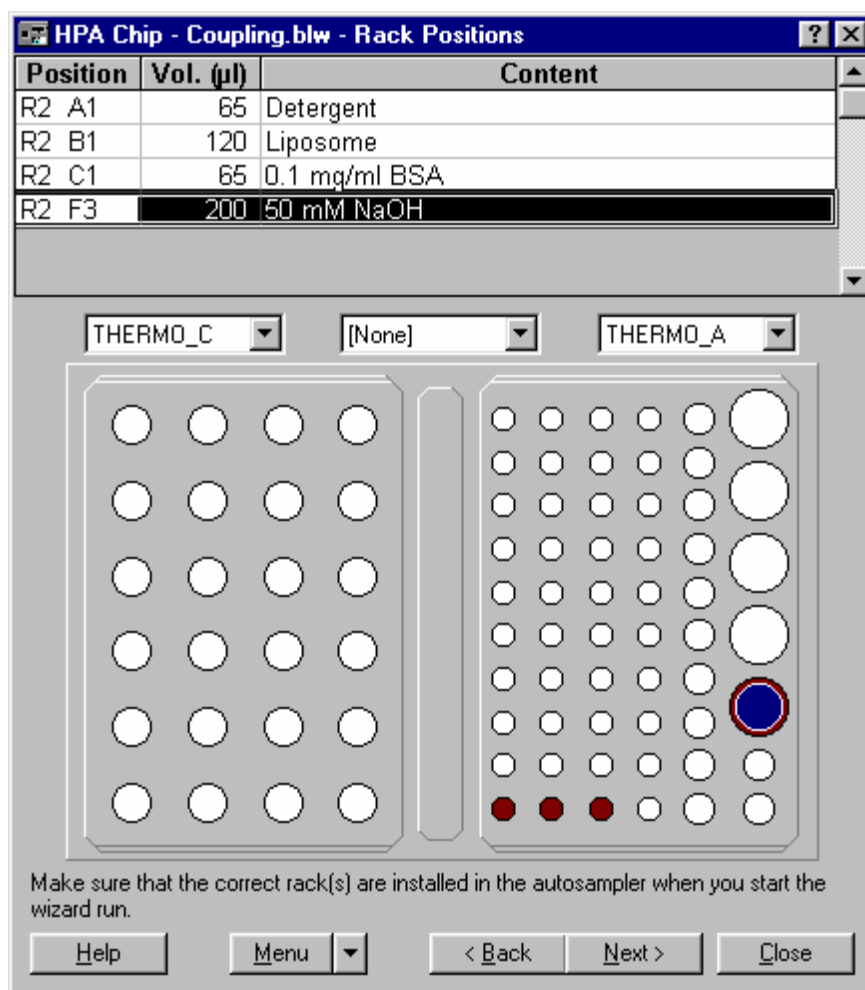 HPA Chip - Coupling.blw - Rack Positions
Position Vol. (µl) Content
R2 A1 65 Detergent
R2 B1 120 Liposome
R2 C1 65 0.1 mg/ml BSA
R2 F3 200 50 mM NaOH
THERMO_C [None] THERMO_A
Make sure that the correct rack(s) are installed in the autosampler when you start the
wizard run.
Help Menu < Back Next > Close